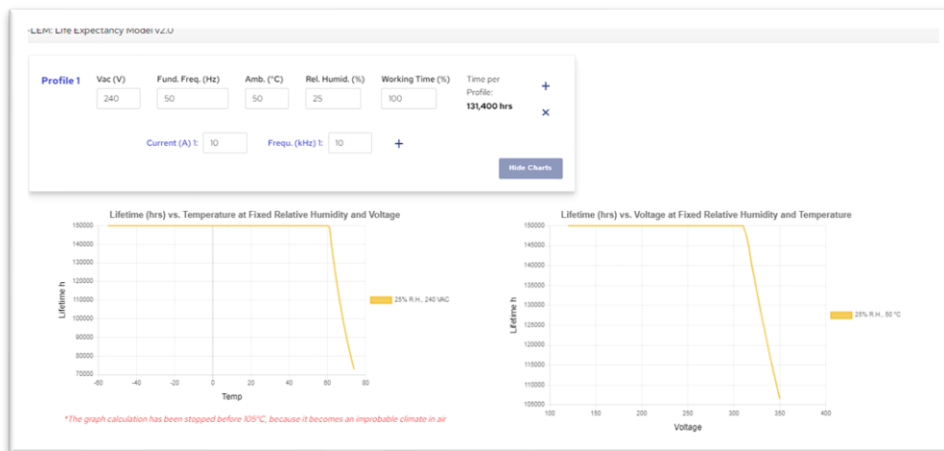 -LEM: Life Expectancy Model v2.0
Profile 1
Vac (V) Fund. Freq. (Hz) Amb. (°C) Rel. Humid. (%) Working Time (%)
240 50 50 25 100
Time per
Profile:
131,400 hrs
+
×
Current (A) 1: 10 Frequ. (kHz) 1: 10 +
Hide Charts
Lifetime (hrs) vs. Temperature at Fixed Relative Humidity and Voltage
150000
140000
130000
120000
110000
100000
90000
80000
70000
Lifetime h
-60 -40 -20 0 20 40 60 80
Temp
25% R.H., 240 VAC
*The graph calculation has been stopped before 105°C, because it becomes an improbable climate in air
Lifetime (hrs) vs. Voltage at Fixed Relative Humidity and Temperature
150000
145000
140000
135000
130000
125000
120000
115000
110000
105000
Lifetime h
100 150 200 250 300 350 400
Voltage
25% R.H., 50 °C